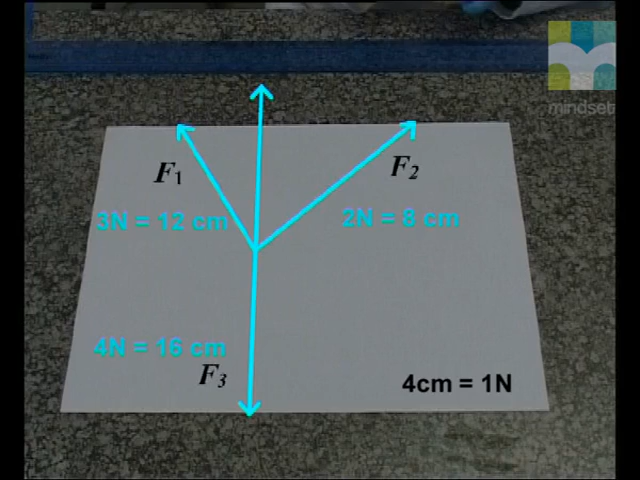 mindset
F1
F2
3N = 12 cm
2N = 8 cm
4N = 16 cm
F3
4cm = 1N